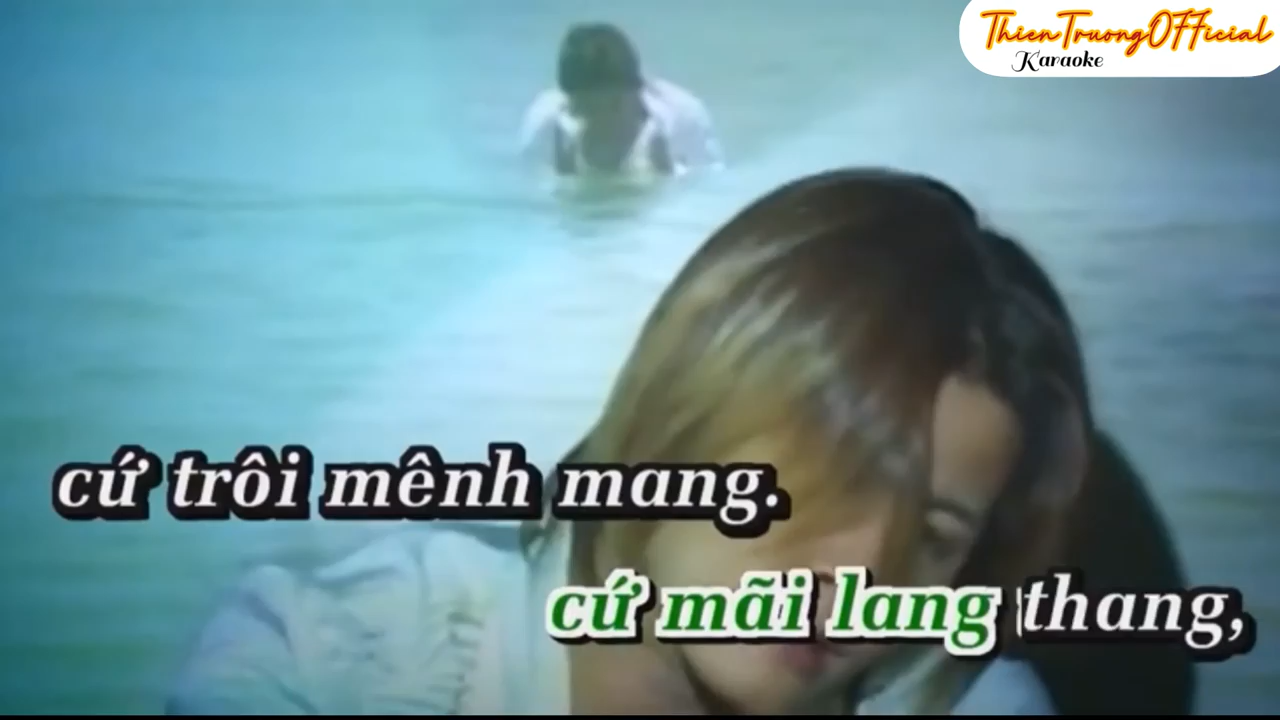 ThienTruongOFFicial
Karaoke
cứ trôi mênh mang.
cứ mãi lang thang,